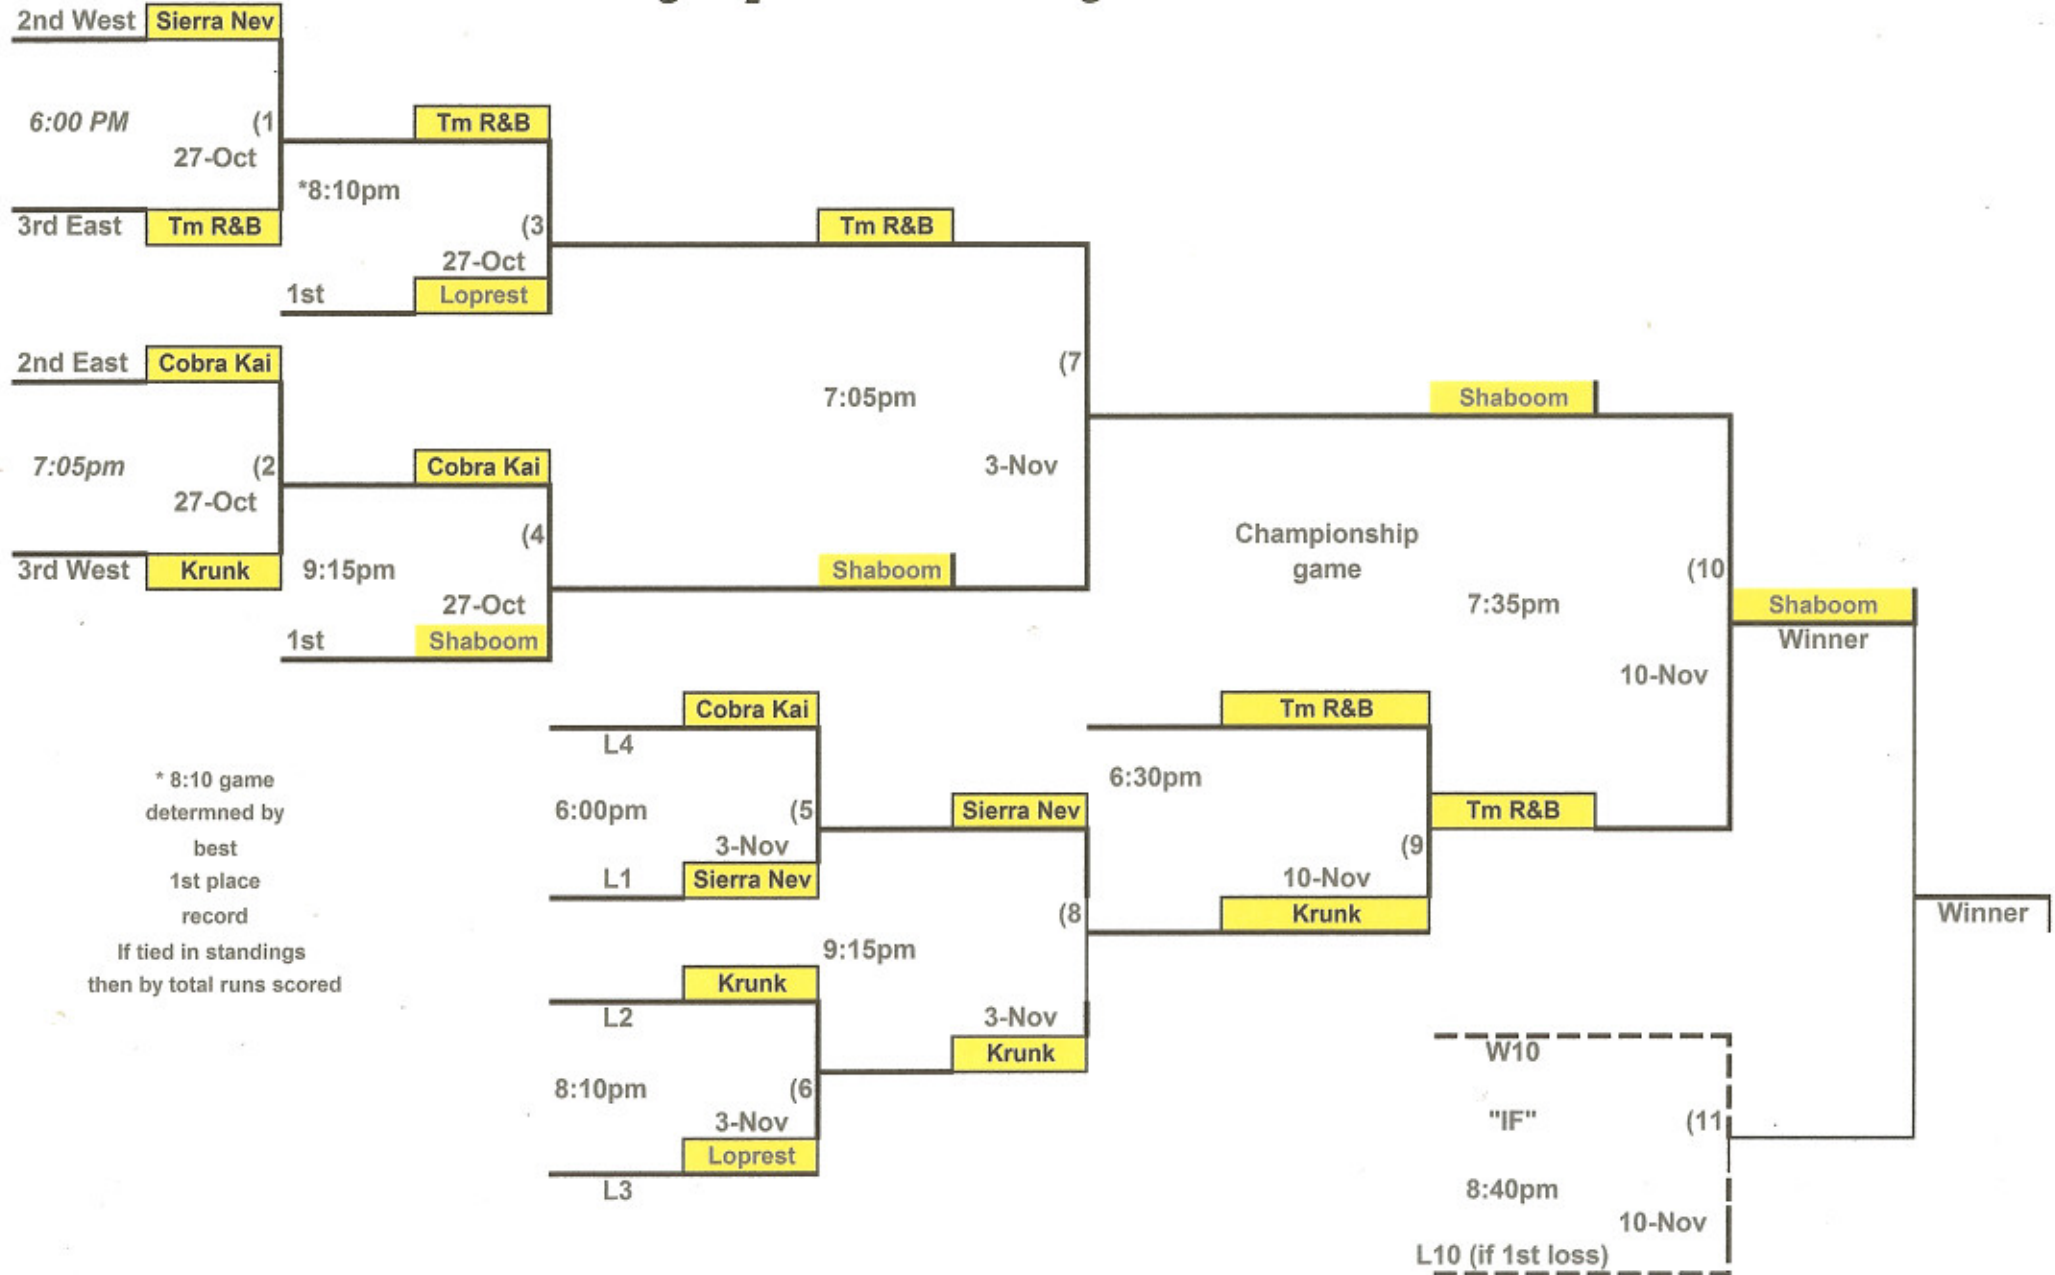 2nd West Sierra Nev
6:00 PM (1
27-Oct
3rd East Tm R&B
Tm R&B
*8:10pm
(3
27-Oct
1st Loprest
2nd East Cobra Kai
7:05pm (2
27-Oct
3rd West Krunk
Cobra Kai
(4
9:15pm
27-Oct
1st Shaboom
Tm R&B
(7
7:05pm
3-Nov
Shaboom
Cobra Kai
L4
6:00pm (5
3-Nov
L1 Sierra Nev
Krunk
L2
8:10pm (6
3-Nov
Loprest
L3
Sierra Nev
(8
9:15pm
3-Nov
Krunk
Tm R&B
6:30pm
(9
10-Nov
Krunk
Shaboom
Championship
game
(10
7:35pm
10-Nov
Tm R&B
Shaboom
Winner
Winner
W10
"IF" (11
8:40pm
10-Nov
L10 (if 1st loss)
* 8:10 game
determned by
best
1st place
record
If tied in standings
then by total runs scored